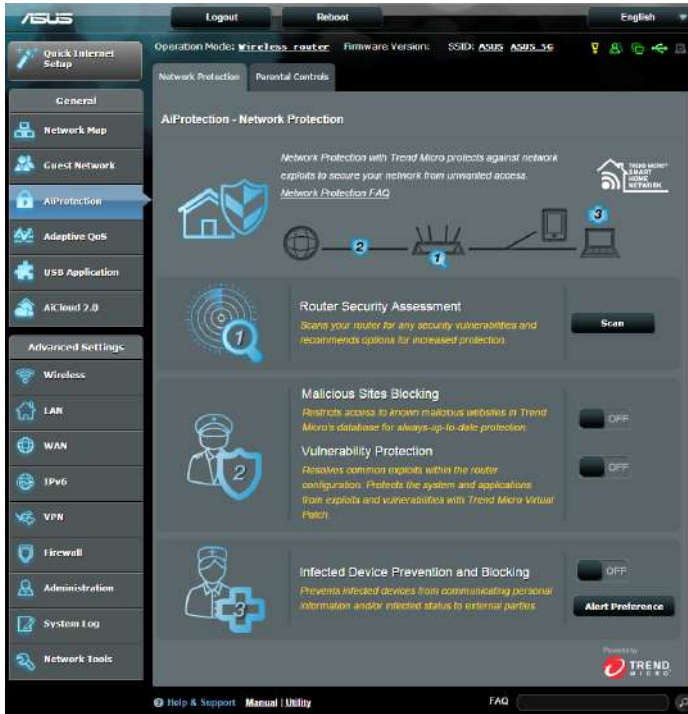 ASUS
Logout
Reboot
English
Quick Internet
Setup
Operation Mode: Wireless router Firmware Version: SSID: ASUS ASUS_5G
Network Protection
Parental Controls
General
Network Map
Guest Network
AiProtection
Adaptive QoS
USB Application
AiCloud 2.0
Advanced Settings
Wireless
LAN
WAN
IPv6
VPN
Firewall
Administration
System Log
Network Tools
AiProtection - Network Protection
Network Protection with Trend Micro protects against network
exploits to secure your network from unwanted access.
Network Protection FAQ
TREND MICRO
SMART
HOME
NETWORK
1
2
3
1
Router Security Assessment
Scans your router for any security vulnerabilities and
recommends options for increased protection.
Scan
2
Malicious Sites Blocking
Restricts access to known malicious websites in Trend
Micro's database for always-up-to-date protection.
OFF
Vulnerability Protection
Resolves common exploits within the router
configuration. Protects the system and applications
from exploits and vulnerabilities with Trend Micro Virtual
Patch.
OFF
3
Infected Device Prevention and Blocking
Prevents infected devices from communicating personal
information and/or infected status to external parties.
OFF
Alert Preference
Powered by
TREND
MICRO
Help & Support Manual | Utility
FAQ